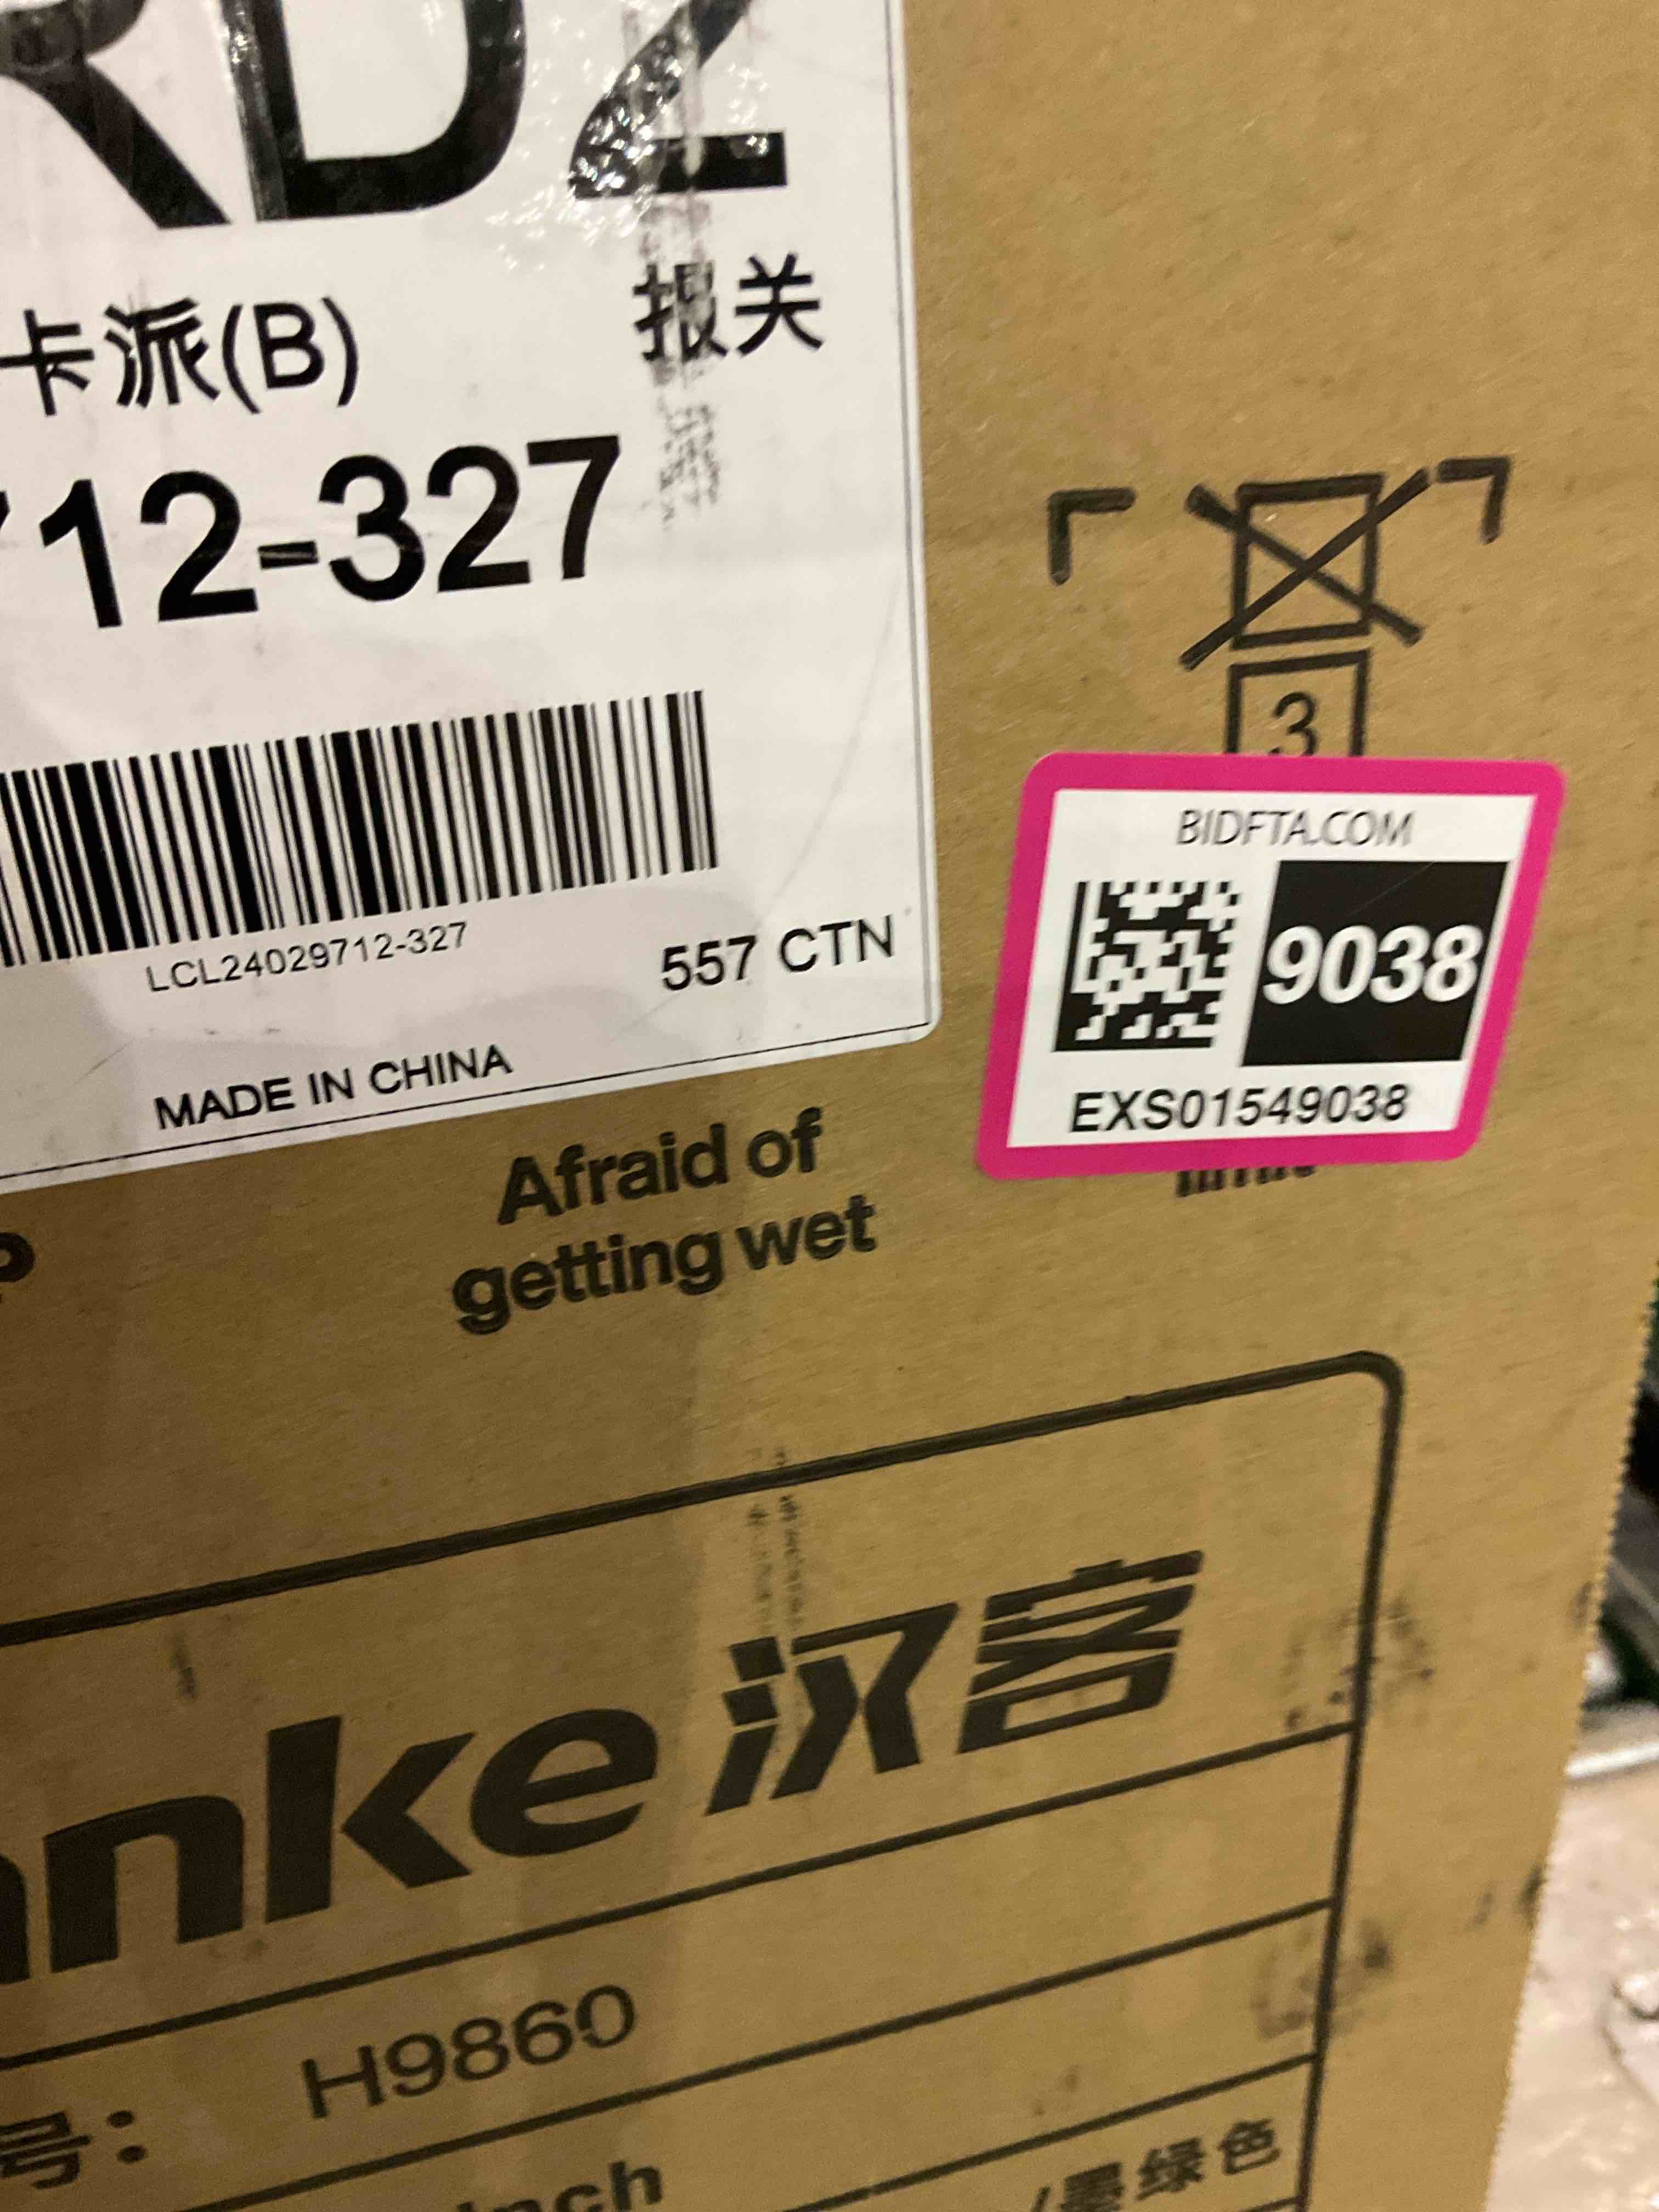 RDZ
卡派(B) 报关
712-327
LCL24029712-327
557 CTN
MADE IN CHINA
3
BIDFTA.COM
9038
EXS01549038
Afraid of
getting wet
nke 汉客
号: H9860
inch
/墨绿色